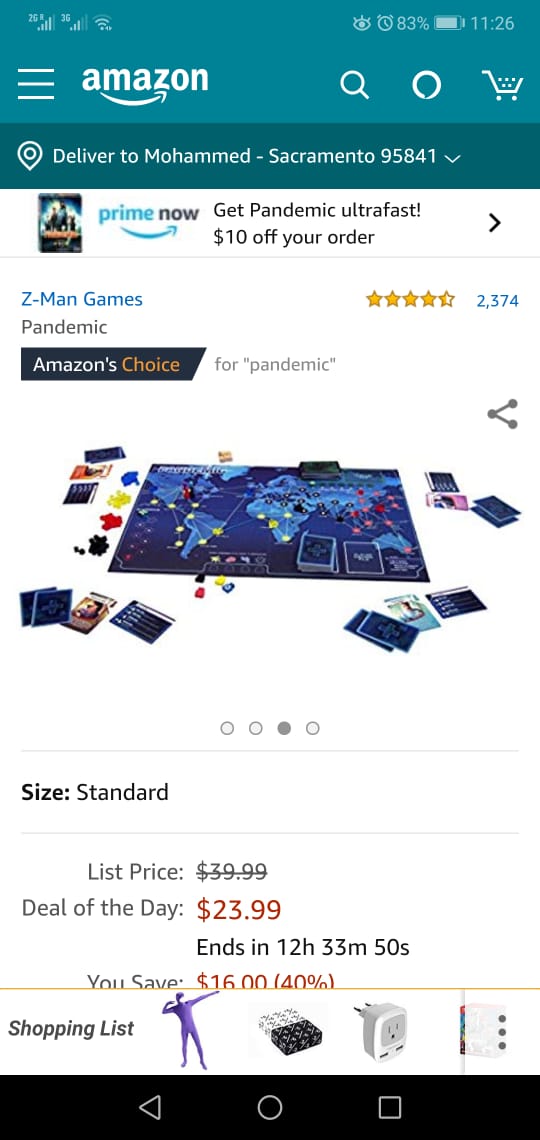 2G R 3G 83% 11:26
amazon
Deliver to Mohammed - Sacramento 95841
prime now Get Pandemic ultrafast!
$10 off your order
Z-Man Games 2,374
Pandemic
Amazon's Choice for "pandemic"
Size: Standard
List Price: $39.99
Deal of the Day: $23.99
Ends in 12h 33m 50s
You Save: $16.00 (40%)
Shopping List